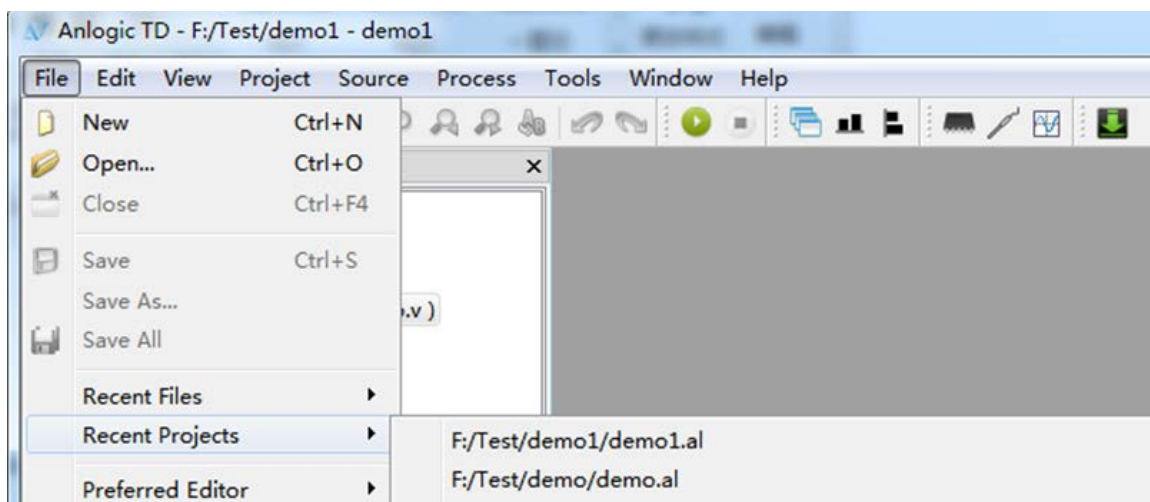 Anlogic TD - F:/Test/demo1 - demo1
File Edit View Project Source Process Tools Window Help
New Ctrl+N
Open... Ctrl+O
Close Ctrl+F4
Save Ctrl+S
Save As...
.v )
Save All
Recent Files
Recent Projects
F:/Test/demo1/demo1.al
F:/Test/demo/demo.al
Preferred Editor